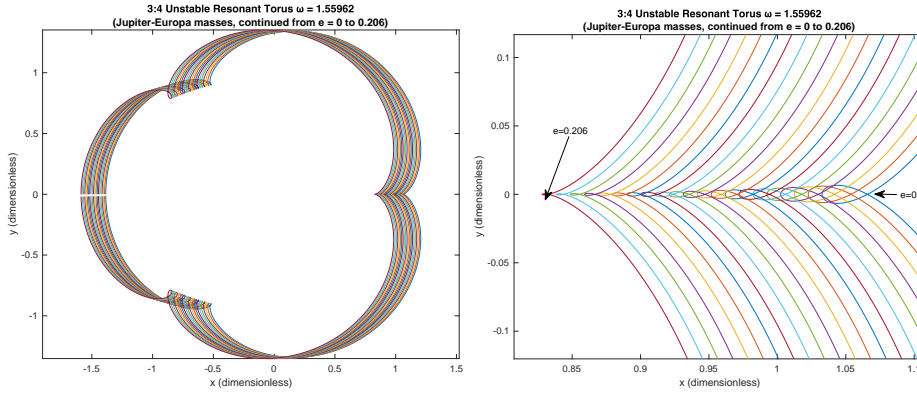 3:4 Unstable Resonant Torus ω = 1.55962
(Jupiter-Europa masses, continued from e = 0 to 0.206)
1
0.5
0
-0.5
-1
y (dimensionless)
-1.5 -1 -0.5 0 0.5 1 1.5
x (dimensionless)
3:4 Unstable Resonant Torus ω = 1.55962
(Jupiter-Europa masses, continued from e = 0 to 0.206)
0.1
0.05
0
-0.05
-0.1
y (dimensionless)
e=0.206
e=0
0.85 0.9 0.95 1 1.05 1.1
x (dimensionless)